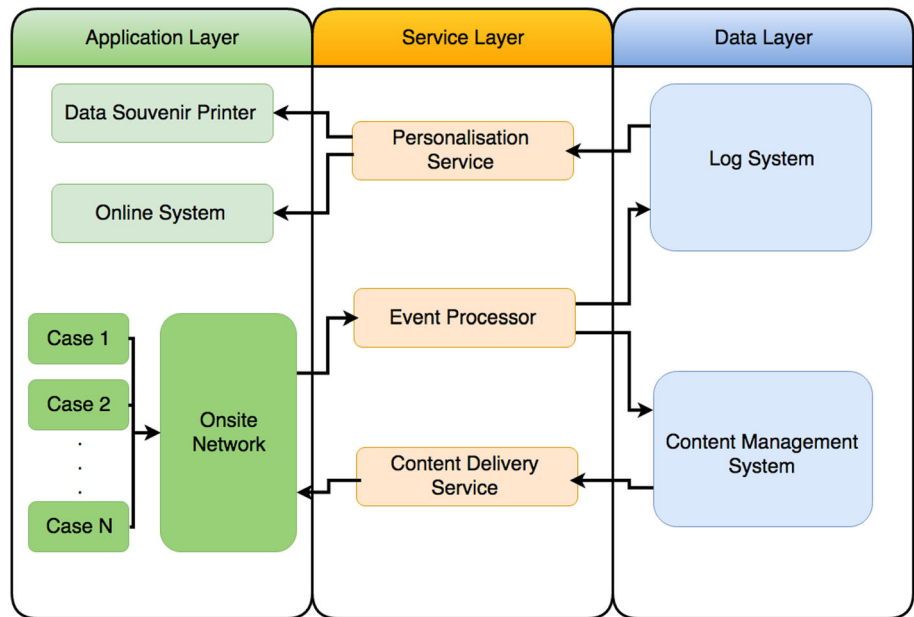 Application Layer
Service Layer
Data Layer
Data Souvenir Printer
Online System
Case 1
Case 2
.
.
.
Case N
Onsite
Network
Personalisation
Service
Event Processor
Content Delivery
Service
Log System
Content Management
System